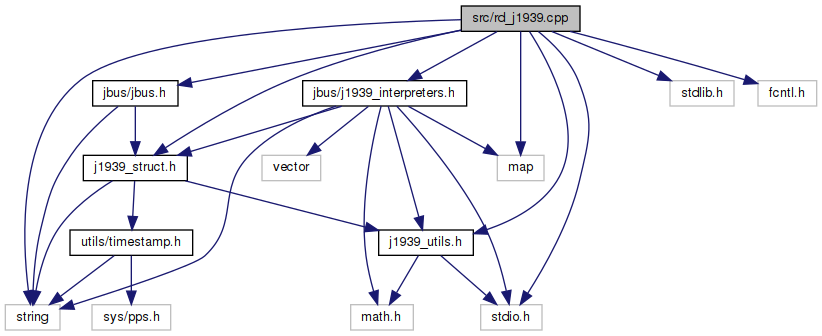 src/rd_j1939.cpp
jbus/jbus.h
jbus/j1939_interpreters.h
stdlib.h
fcntl.h
j1939_struct.h
vector
map
utils/timestamp.h
j1939_utils.h
string
sys/pps.h
math.h
stdio.h